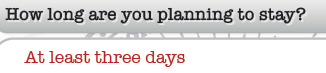 How long are you planning to stay?
At least three days